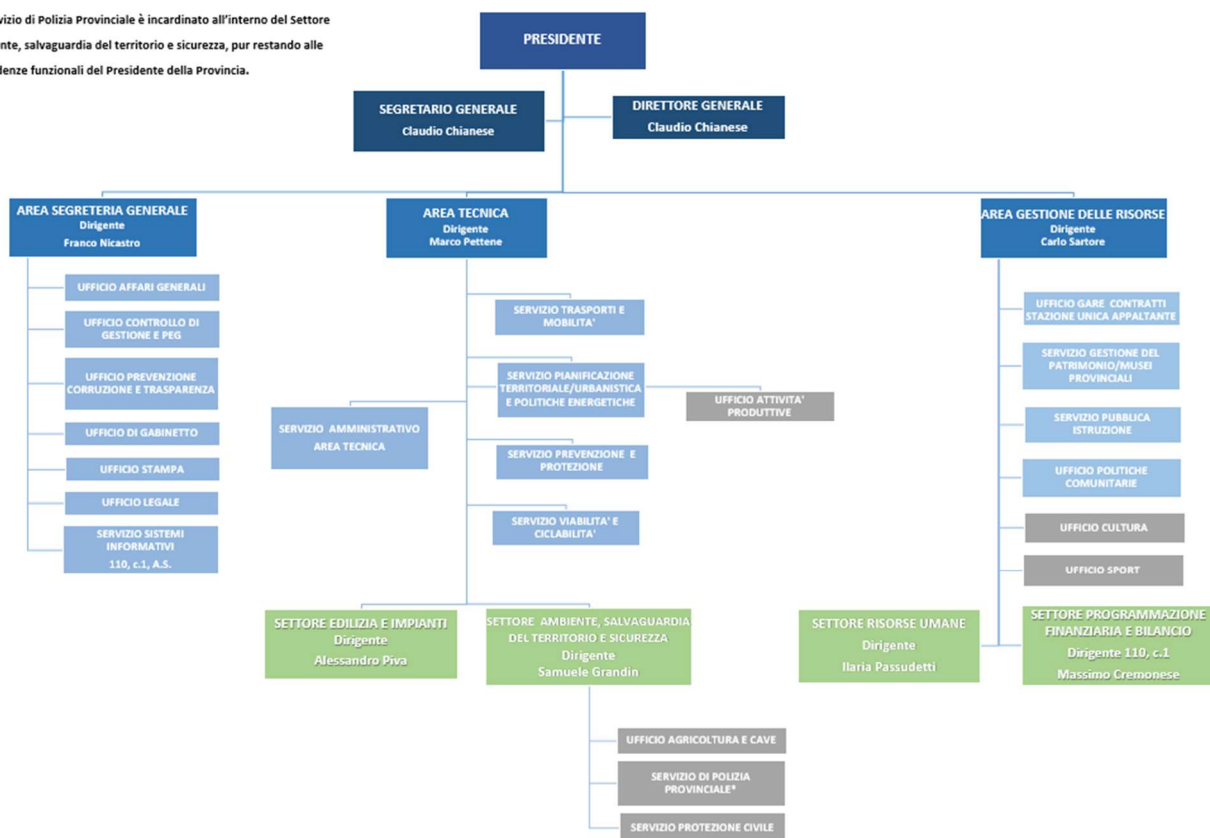 vizio di Polizia Provinciale è incardinato all'interno del Settore
nte, salvaguardia del territorio e sicurezza, pur restando alle
denze funzionali del Presidente della Provincia.
PRESIDENTE
SEGRETARIO GENERALE
Claudio Chianese
DIRETTORE GENERALE
Claudio Chianese
AREA SEGRETERIA GENERALE
Dirigente
Franco Nicastro
UFFICIO AFFARI GENERALI
UFFICIO CONTROLLO DI
GESTIONE E PEG
UFFICIO PREVENZIONE
CORRUZIONE E TRASPARENZA
UFFICIO DI GABINETTO
UFFICIO STAMPA
UFFICIO LEGALE
SERVIZIO SISTEMI
INFORMATIVI
110, c.1, A.S.
AREA TECNICA
Dirigente
Marco Pettene
SERVIZIO TRASPORTI E
MOBILITA'
SERVIZIO PIANIFICAZIONE
TERRITORIALE/URBANISTICA
E POLITICHE ENERGETICHE
UFFICIO ATTIVITA'
PRODUTTIVE
SERVIZIO AMMINISTRATIVO
AREA TECNICA
SERVIZIO PREVENZIONE E
PROTEZIONE
SERVIZIO VIABILITA' E
CICLABILITA'
SETTORE EDILIZIA E IMPIANTI
Dirigente
Alessandro Piva
SETTORE AMBIENTE, SALVAGUARDIA
DEL TERRITORIO E SICUREZZA
Dirigente
Samuele Grandin
UFFICIO AGRICOLTURA E CAVE
SERVIZIO DI POLIZIA
PROVINCIALE*
SERVIZIO PROTEZIONE CIVILE
AREA GESTIONE DELLE RISORSE
Dirigente
Carlo Sartore
UFFICIO GARE CONTRATTI
STAZIONE UNICA APPALTANTE
SERVIZIO GESTIONE DEL
PATRIMONIO/MUSEI
PROVINCIALI
SERVIZIO PUBBLICA
ISTRUZIONE
UFFICIO POLITICHE
COMUNITARIE
UFFICIO CULTURA
UFFICIO SPORT
SETTORE RISORSE UMANE
Dirigente
Ilaria Passudetti
SETTORE PROGRAMMAZIONE
FINANZIARIA E BILANCIO
Dirigente 110, c.1
Massimo Cremonese